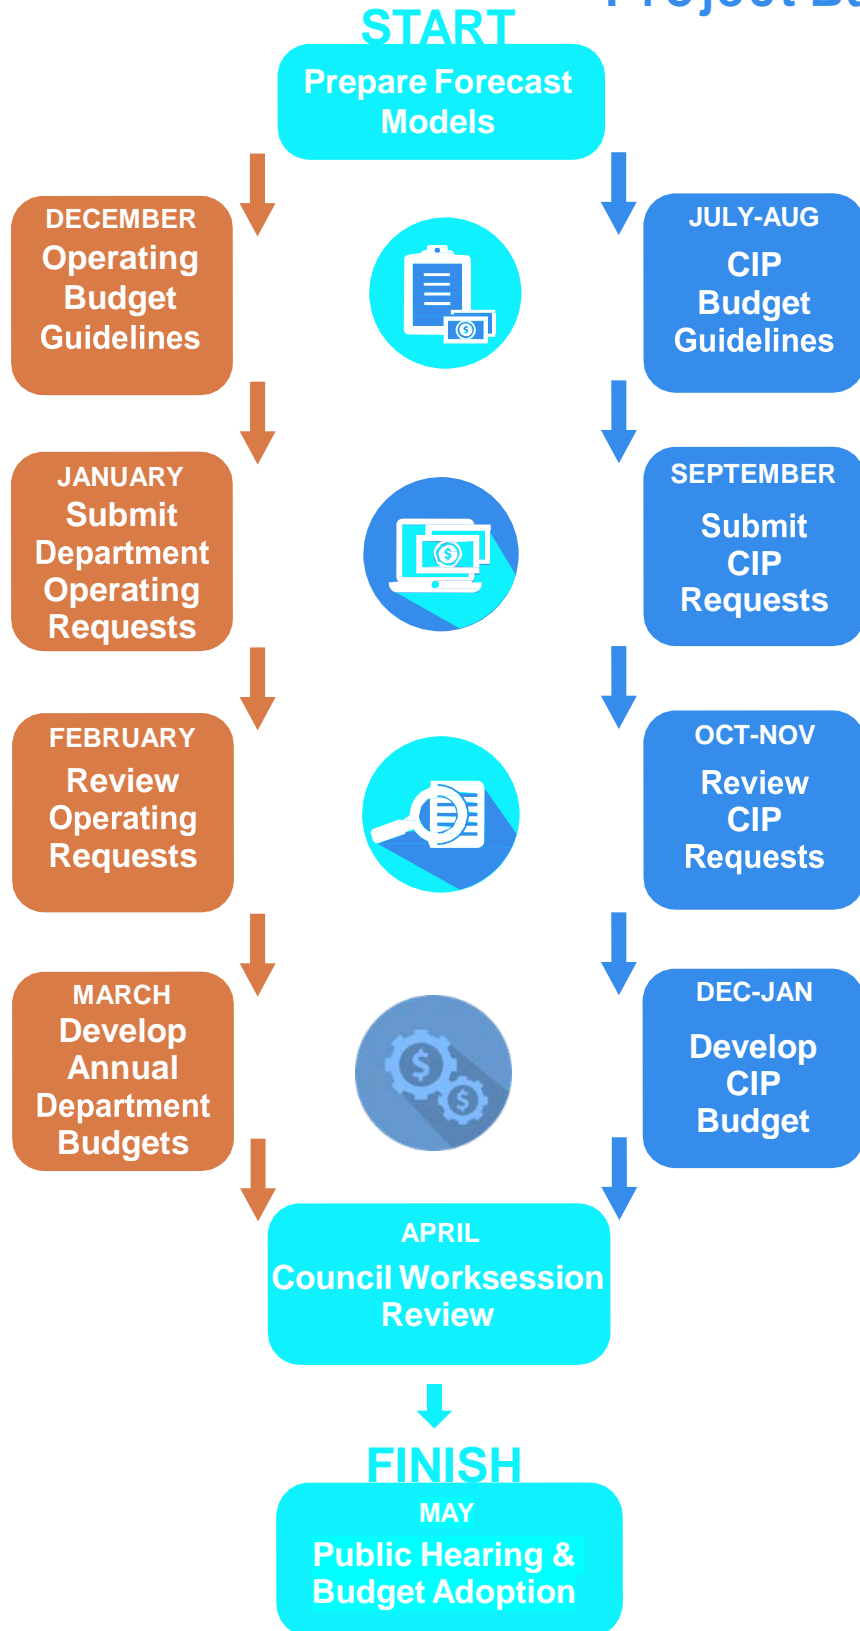 START
Prepare Forecast
Models
DECEMBER
Operating
Budget
Guidelines
JULY-AUG
CIP
Budget
Guidelines
JANUARY
Submit
Department
Operating
Requests
SEPTEMBER
Submit
CIP
Requests
FEBRUARY
Review
Operating
Requests
OCT-NOV
Review
CIP
Requests
MARCH
Develop
Annual
Department
Budgets
DEC-JAN
Develop
CIP
Budget
APRIL
Council Worksession
Review
FINISH
MAY
Public Hearing &
Budget Adoption